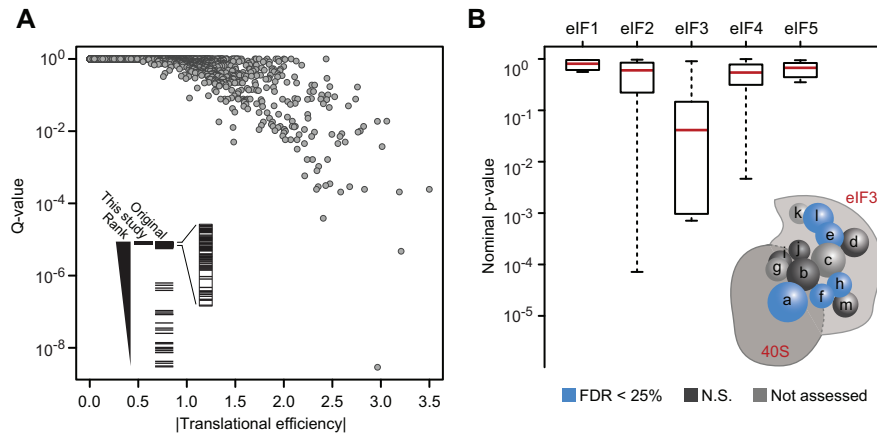 A
Q-value
10^0
10^-2
10^-4
10^-6
10^-8
Original
This study
Rank
0.0 0.5 1.0 1.5 2.0 2.5 3.0 3.5
|Translational efficiency|
B
eIF1 eIF2 eIF3 eIF4 eIF5
Nominal p-value
10^0
10^-1
10^-2
10^-3
10^-4
10^-5
eIF3
k l
e d
i j
g c
b h
a f
m
40S
FDR < 25% N.S. Not assessed